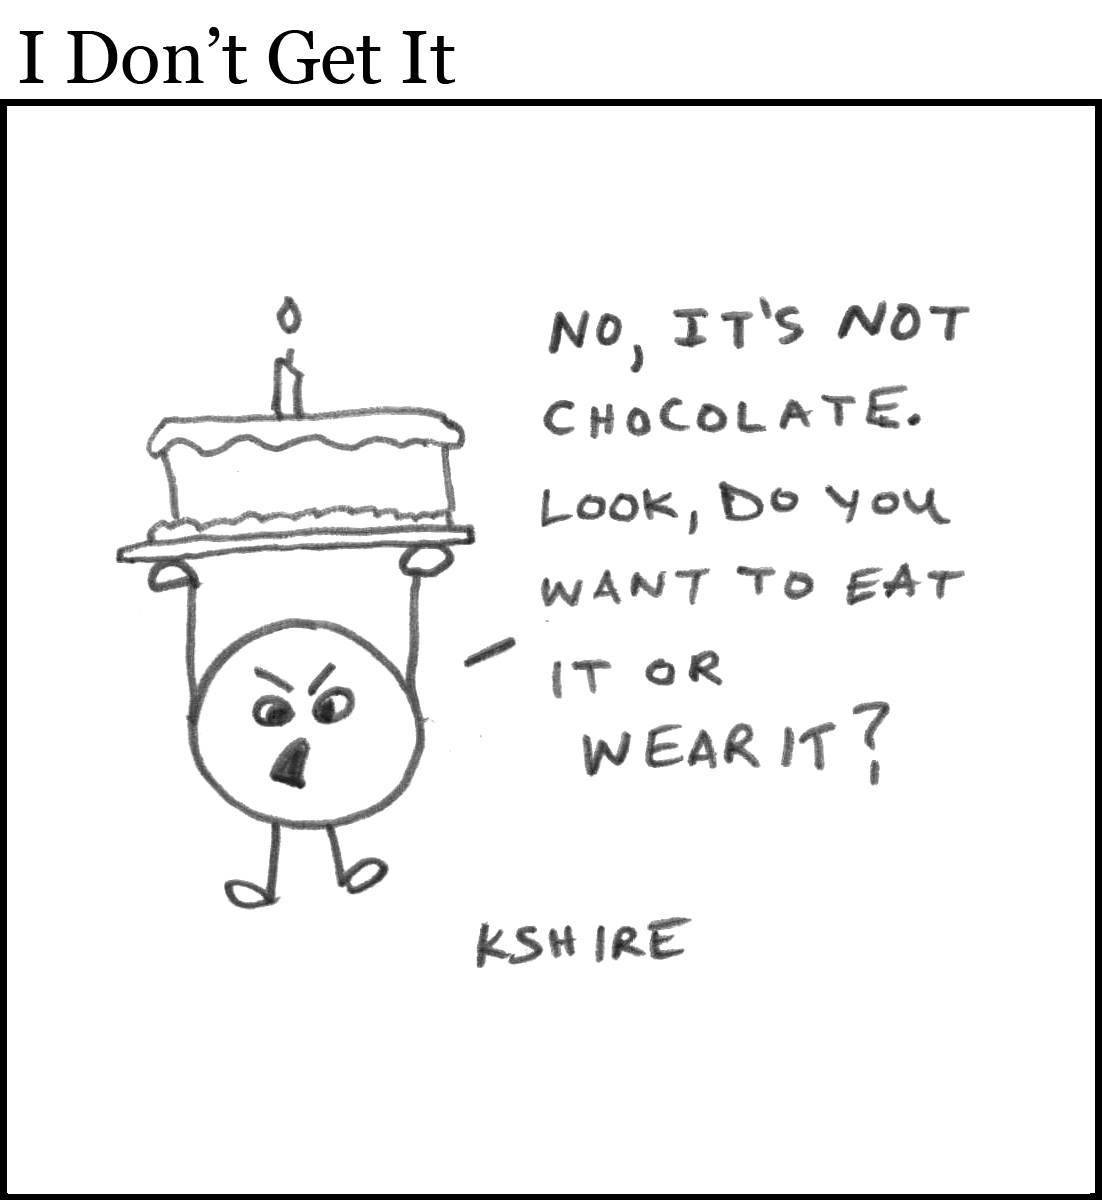 I Don't Get It
NO, IT'S NOT
CHOCOLATE.
LOOK, DO YOU
WANT TO EAT
IT OR
WEAR IT?
KSHIRE